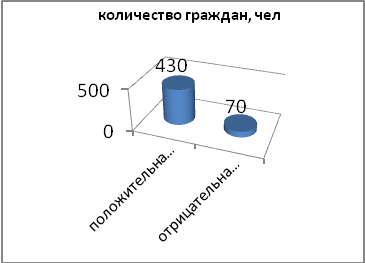 количество граждан, чел
430
500
70
0
положительна...
отрицательна...